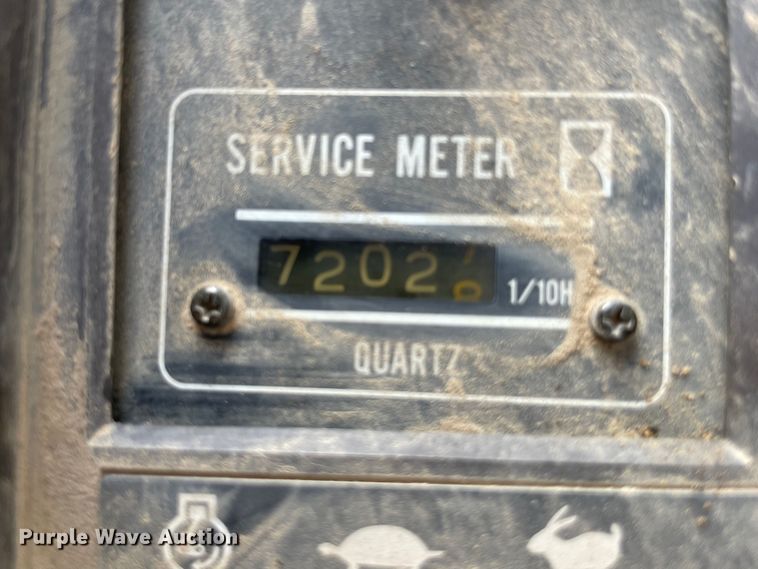 SERVICE METER
7202
1/10H
QUARTZ
Purple Wave Auction